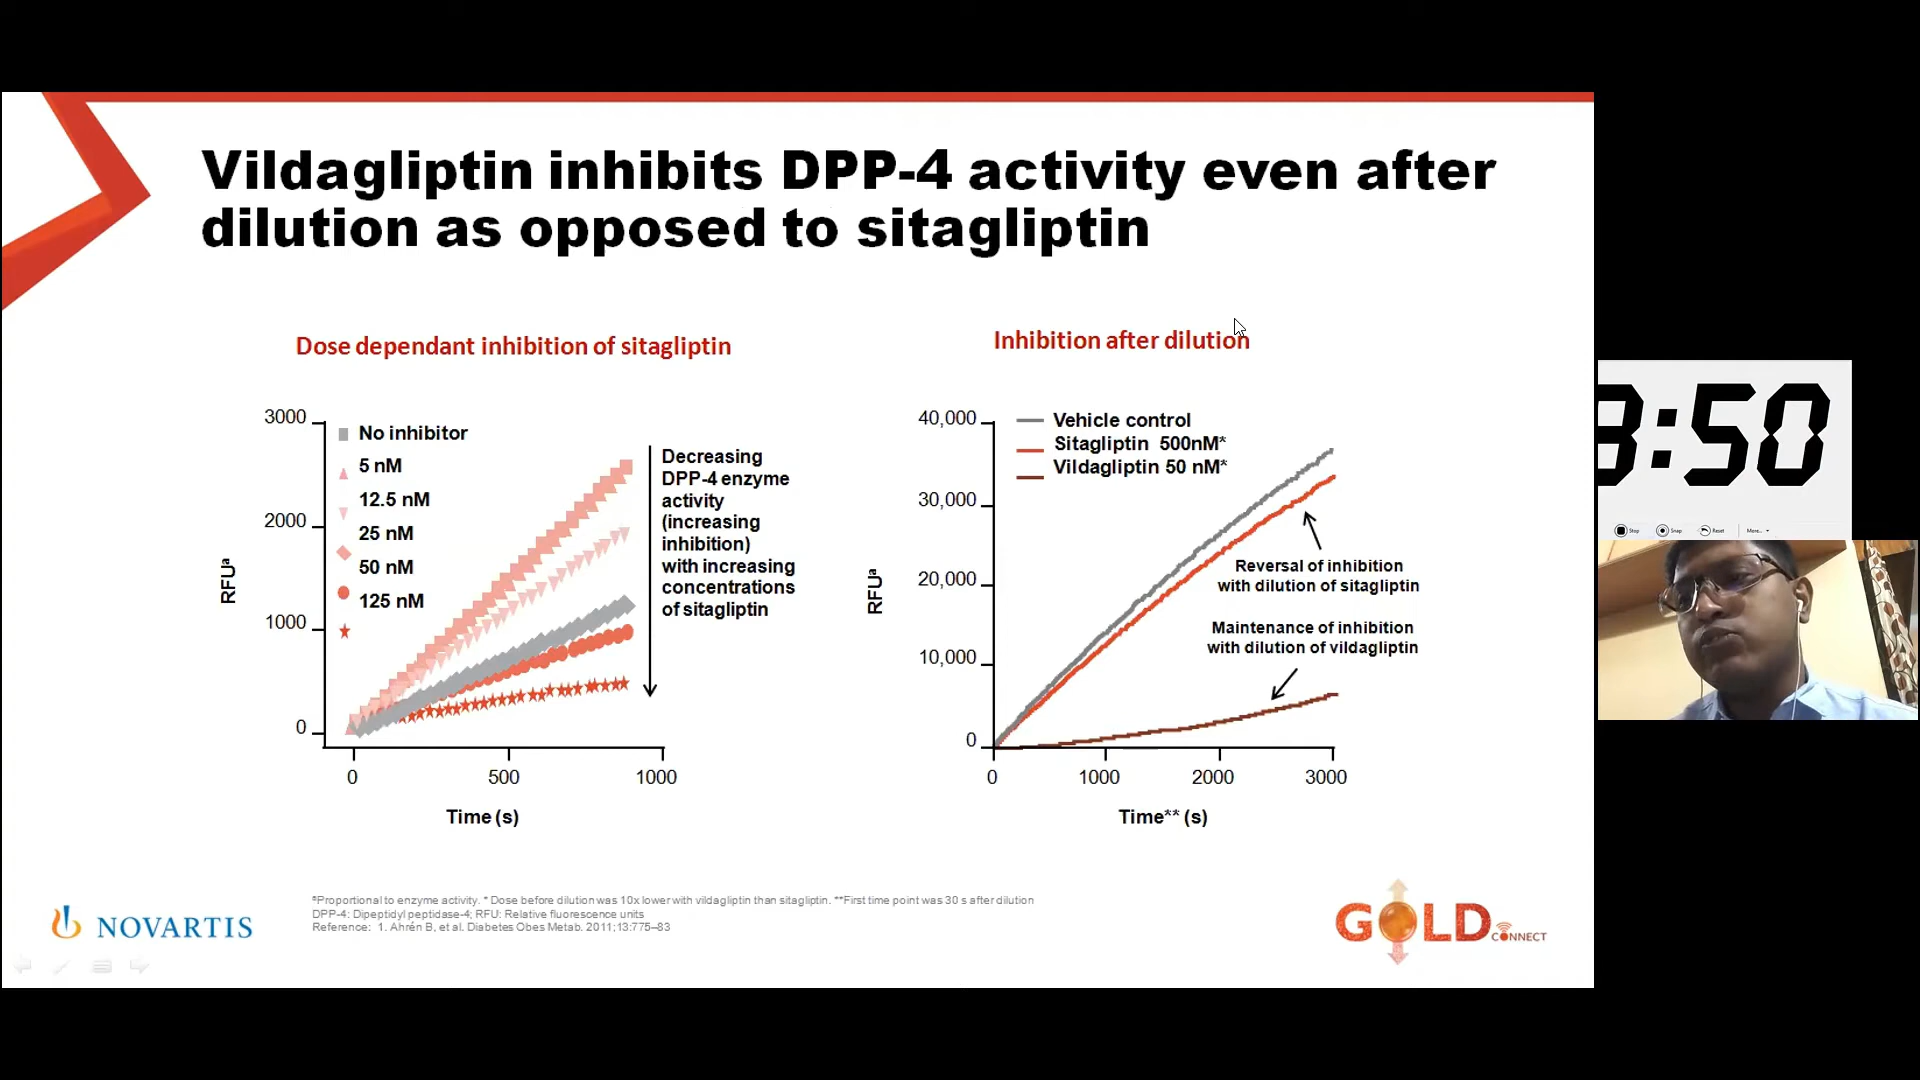 Vildagliptin inhibits DPP-4 activity even after
dilution as opposed to sitagliptin
Dose dependant inhibition of sitagliptin
3000
2000
1000
0
RFUᵃ
No inhibitor
5 nM
12.5 nM
25 nM
50 nM
125 nM
Decreasing
DPP-4 enzyme
activity
(increasing
inhibition)
with increasing
concentrations
of sitagliptin
0 500 1000
Time (s)
Inhibition after dilution
40,000
30,000
20,000
10,000
0
RFUᵃ
Vehicle control
Sitagliptin 500nM*
Vildagliptin 50 nM*
Reversal of inhibition
with dilution of sitagliptin
Maintenance of inhibition
with dilution of vildagliptin
0 1000 2000 3000
Time** (s)
ᵃProportional to enzyme activity. * Dose before dilution was 10x lower with vildagliptin than sitagliptin. **First time point was 30 s after dilution
DPP-4: Dipeptidyl peptidase-4; RFU: Relative fluorescence units
Reference: 1. Ahrén B, et al. Diabetes Obes Metab. 2011;13:775–83
NOVARTIS
GOLD CONNECT
3:50
Stop Snap Reset More...